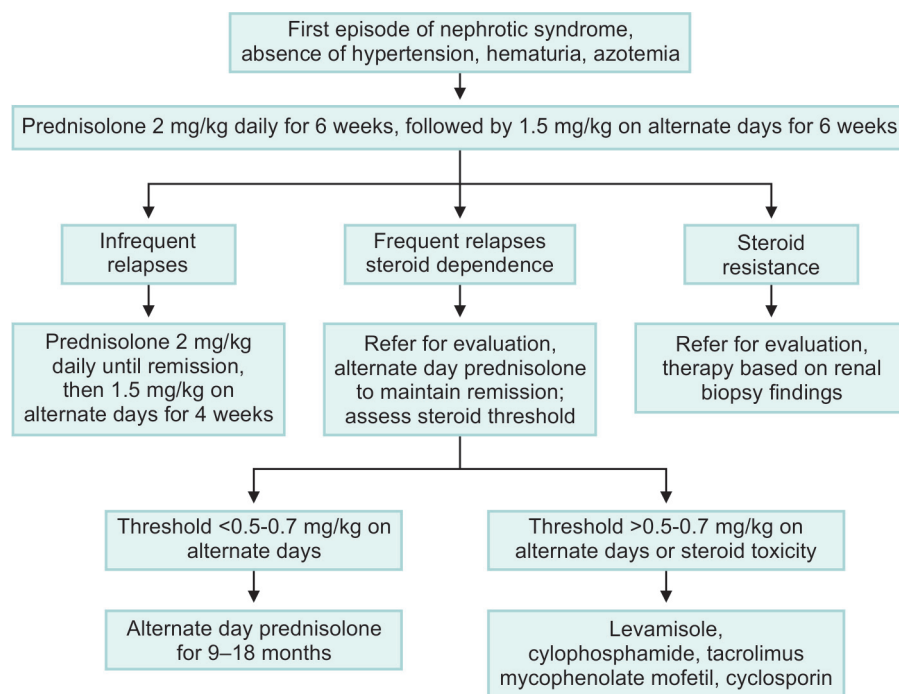 First episode of nephrotic syndrome,
absence of hypertension, hematuria, azotemia
Prednisolone 2 mg/kg daily for 6 weeks, followed by 1.5 mg/kg on alternate days for 6 weeks
Infrequent
relapses
Frequent relapses
steroid dependence
Steroid
resistance
Prednisolone 2 mg/kg
daily until remission,
then 1.5 mg/kg on
alternate days for 4 weeks
Refer for evaluation,
alternate day prednisolone
to maintain remission;
assess steroid threshold
Refer for evaluation,
therapy based on renal
biopsy findings
Threshold <0.5-0.7 mg/kg on
alternate days
Threshold >0.5-0.7 mg/kg on
alternate days or steroid toxicity
Alternate day prednisolone
for 9–18 months
Levamisole,
cylophosphamide, tacrolimus
mycophenolate mofetil, cyclosporin